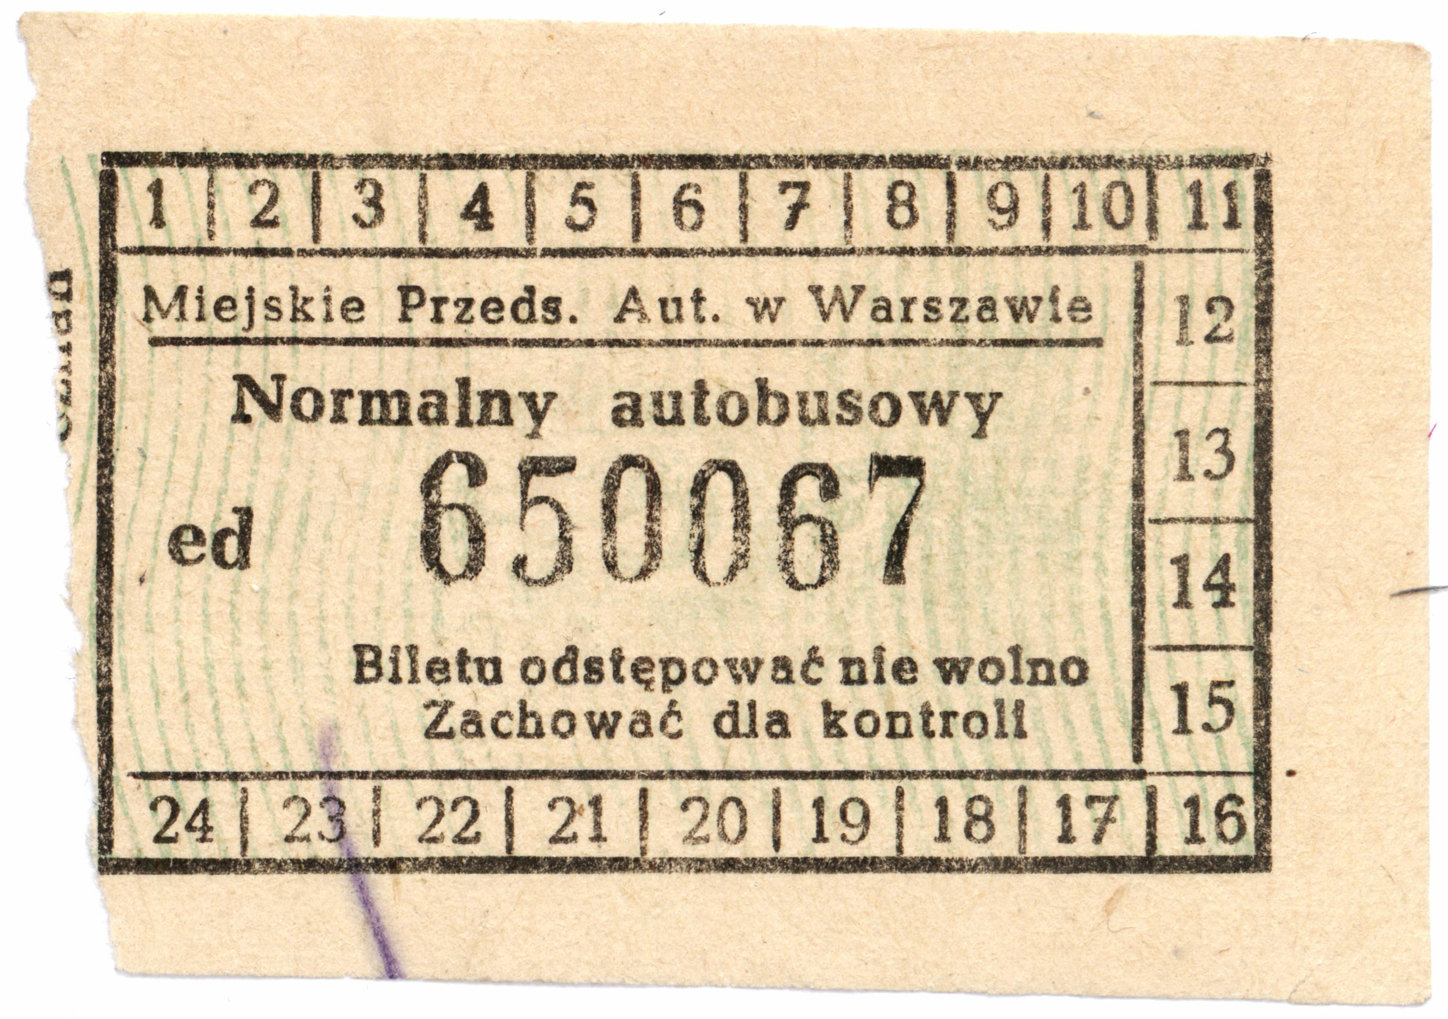 1 2 3 4 5 6 7 8 9 10 11
Miejskie Przeds. Aut. w Warszawie
12
Normalny autobusowy
13
ed 650067
14
Biletu odstępować nie wolno
15
Zachować dla kontroli
24 23 22 21 20 19 18 17 16